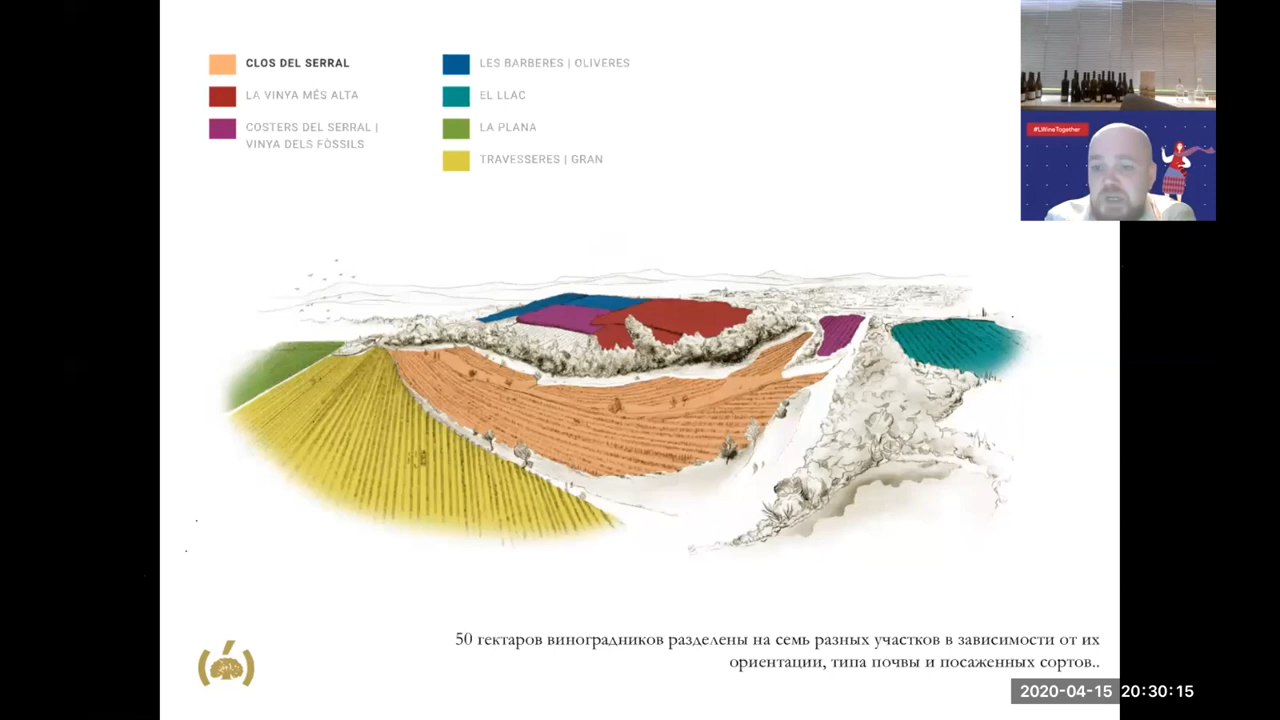 CLOS DEL SERRAL
LA VINYA MÉS ALTA
COSTERS DEL SERRAL |
VINYA DELS FÒSSILS
LES BARBERES | OLIVERES
EL LLAC
LA PLANA
TRAVESSERES | GRAN
#LWineTogether
50 гектаров виноградников разделены на семь разных участков в зависимости от их
ориентации, типа почвы и посаженных сортов..
2020-04-15 20:30:15